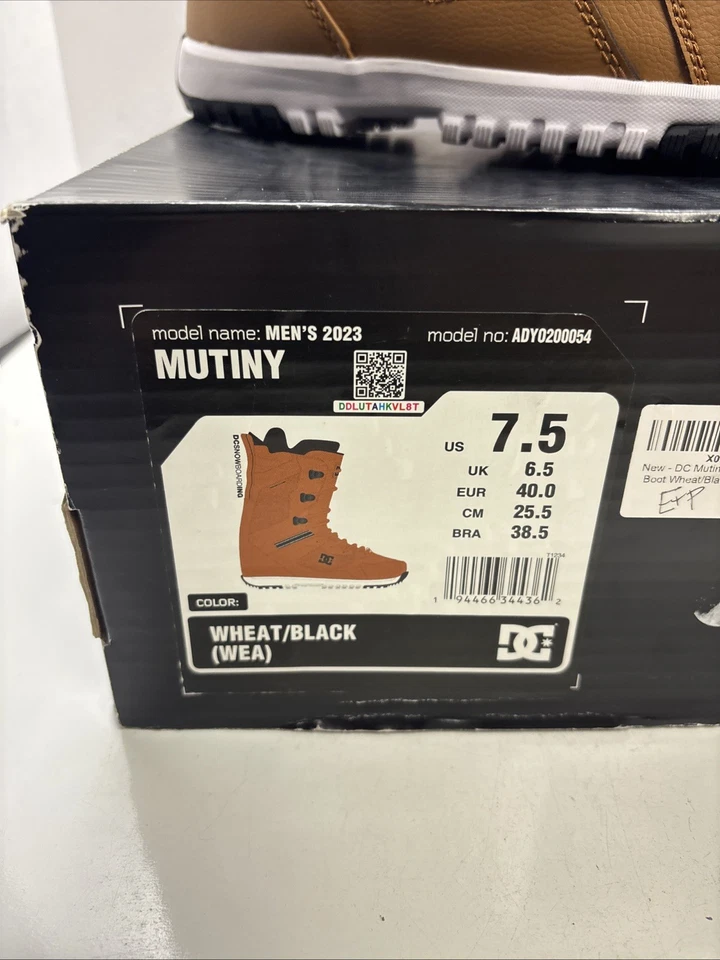 model name: MEN'S 2023
model no: ADYO200054
MUTINY
DDLUTAHKVL8T
DCSNOWBOARDING
US 7.5
UK 6.5
EUR 40.0
CM 25.5
BRA 38.5
T1234
1 94466 34436 2
COLOR:
WHEAT/BLACK
(WEA)
DC
X0
New - DC Mutin
Boot Wheat/Bla